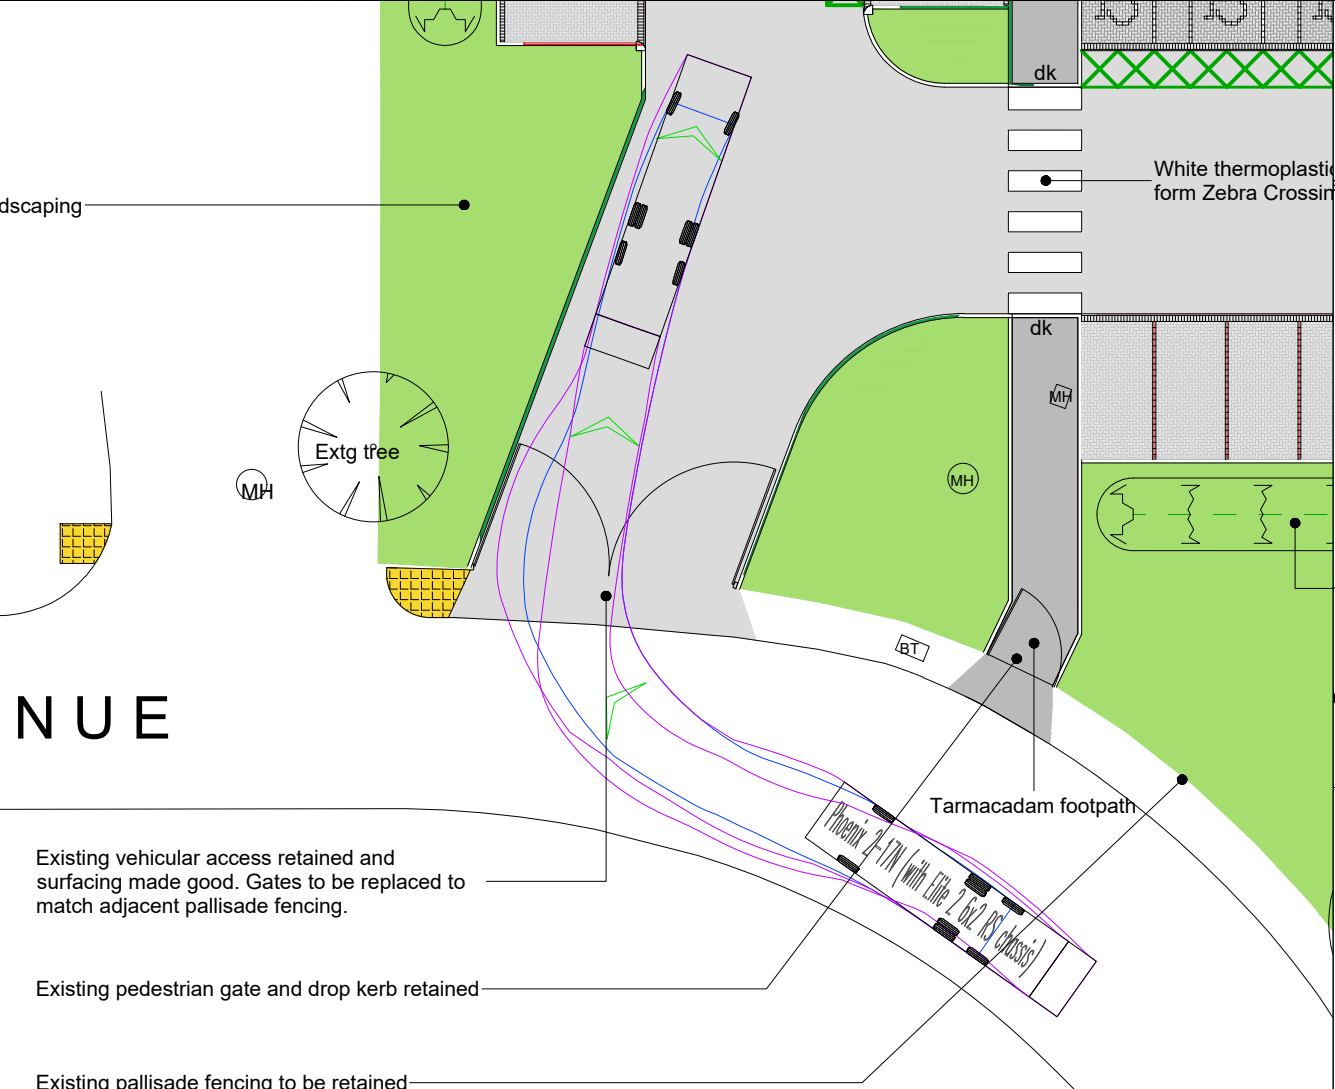 dk
White thermoplastic
form Zebra Crossin
dscaping
dk
MH
Extg tree
MH
MH
BT
NUE
Tarmacadam footpath
Phoenix 2-17N (with Elite 2 6x2 RS chassis)
Existing vehicular access retained and
surfacing made good. Gates to be replaced to
match adjacent pallisade fencing.
Existing pedestrian gate and drop kerb retained
Existing pallisade fencing to be retained